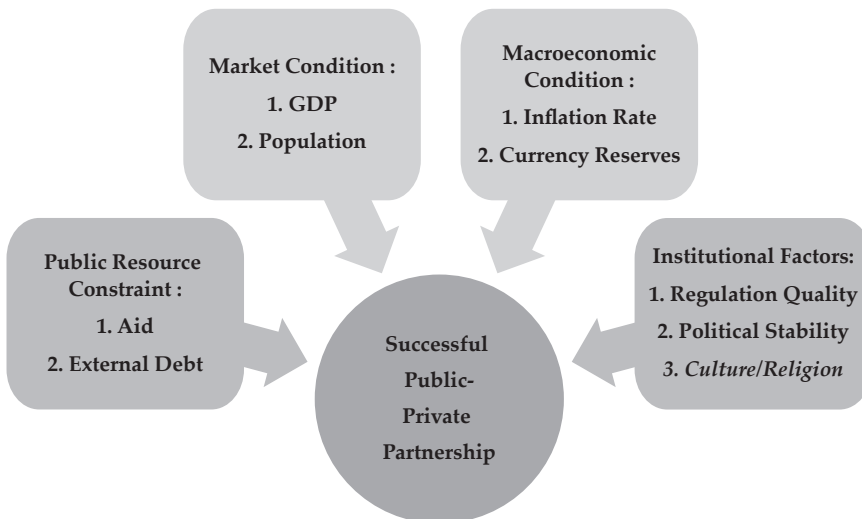 Market Condition :
1. GDP
2. Population
Macroeconomic
Condition :
1. Inflation Rate
2. Currency Reserves
Public Resource
Constraint :
1. Aid
2. External Debt
Institutional Factors:
1. Regulation Quality
2. Political Stability
3. Culture/Religion
Successful
Public-
Private
Partnership